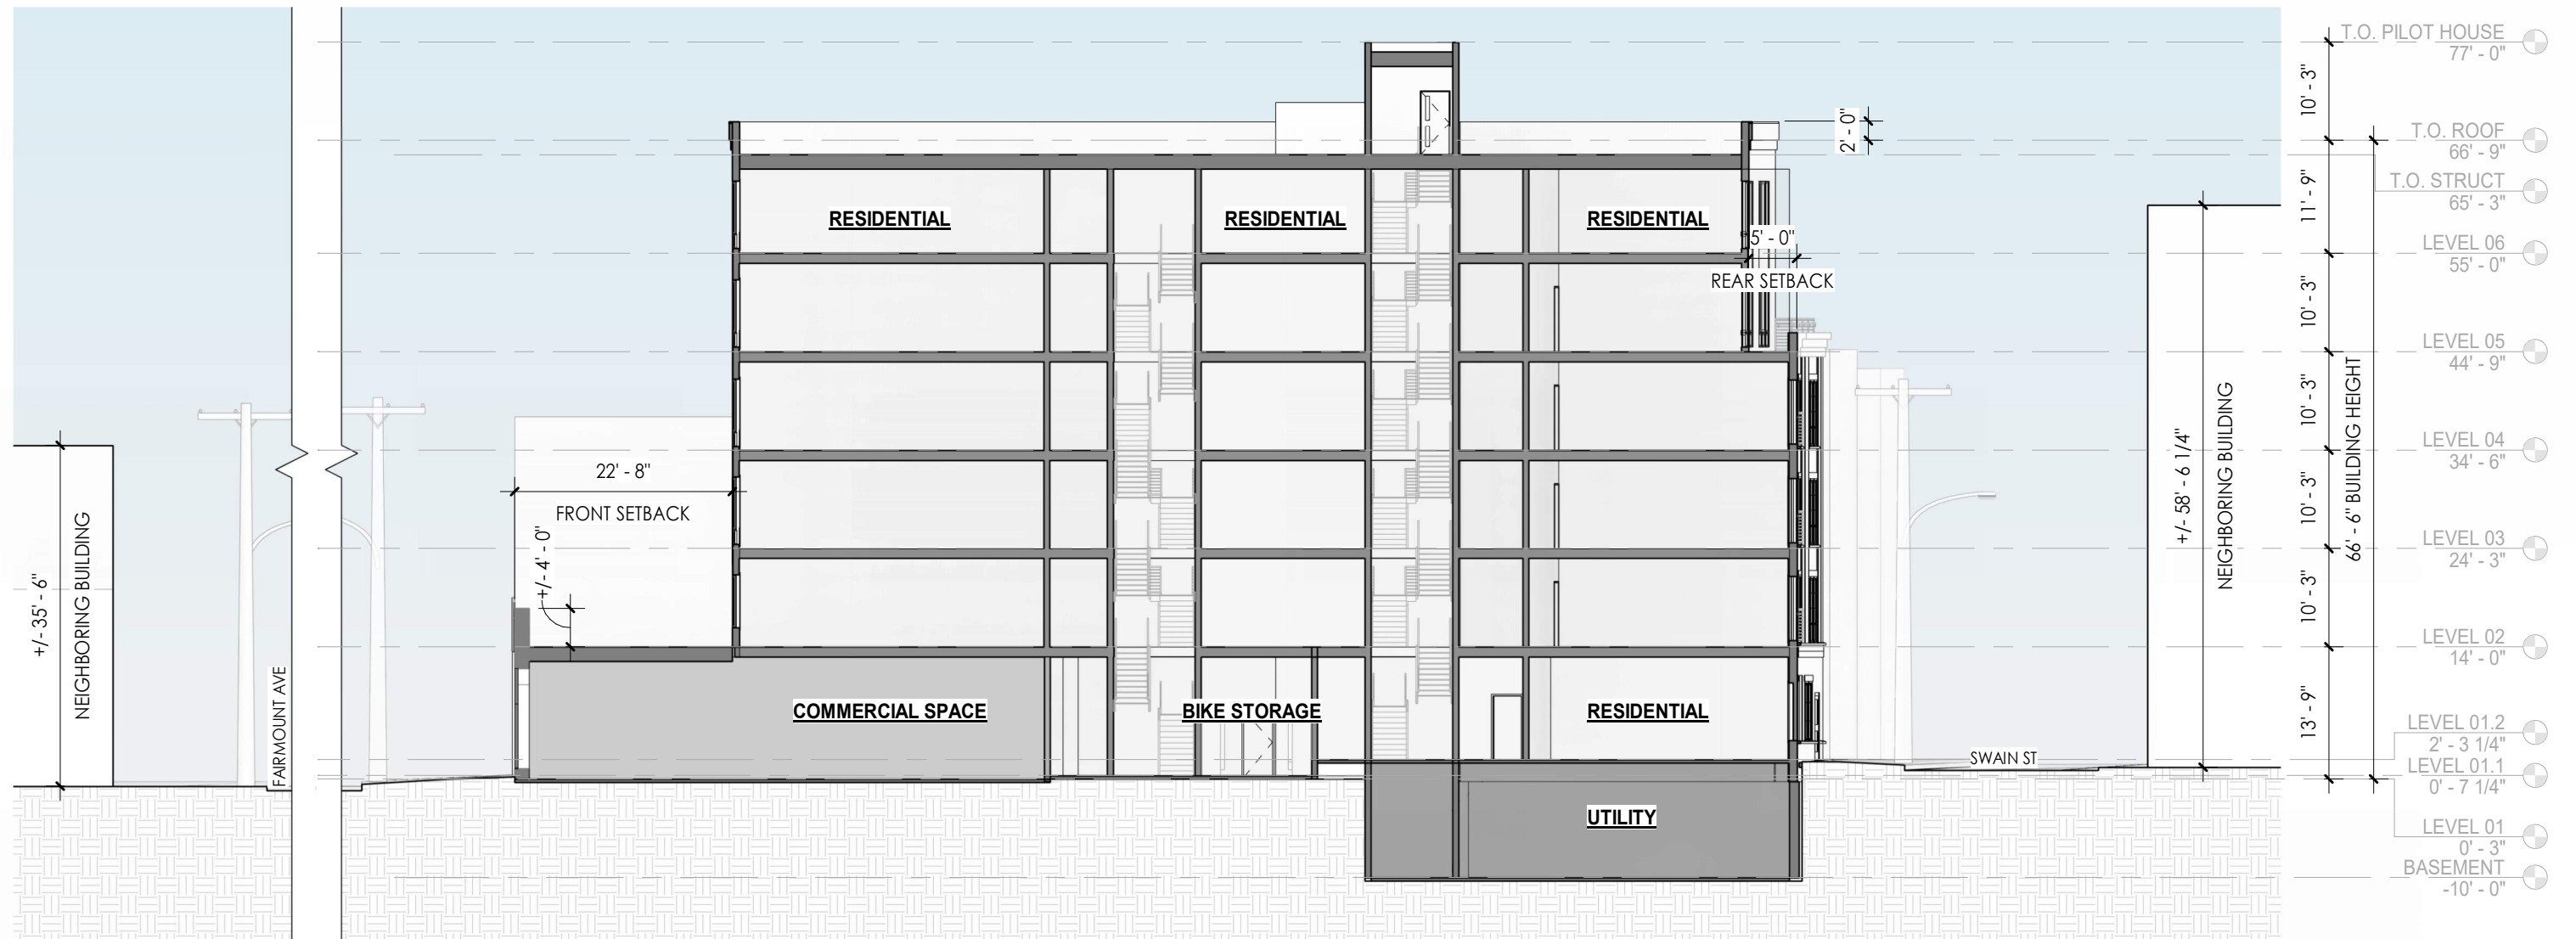 T.O. PILOT HOUSE
77' - 0"
10' - 3"
2' - 0"
T.O. ROOF
66' - 9"
T.O. STRUCT
65' - 3"
11' - 9"
RESIDENTIAL
RESIDENTIAL
RESIDENTIAL
5' - 0"
REAR SETBACK
LEVEL 06
55' - 0"
10' - 3"
LEVEL 05
44' - 9"
10' - 3"
LEVEL 04
34' - 6"
10' - 3"
LEVEL 03
24' - 3"
10' - 3"
LEVEL 02
14' - 0"
13' - 9"
66' - 6" BUILDING HEIGHT
22' - 8"
FRONT SETBACK
+/- 4' - 0"
+/- 35' - 6"
NEIGHBORING BUILDING
FAIRMOUNT AVE
+/- 58' - 6 1/4"
NEIGHBORING BUILDING
COMMERCIAL SPACE
BIKE STORAGE
RESIDENTIAL
SWAIN ST
UTILITY
LEVEL 01.2
2' - 3 1/4"
LEVEL 01.1
0' - 7 1/4"
LEVEL 01
0' - 3"
BASEMENT
-10' - 0"